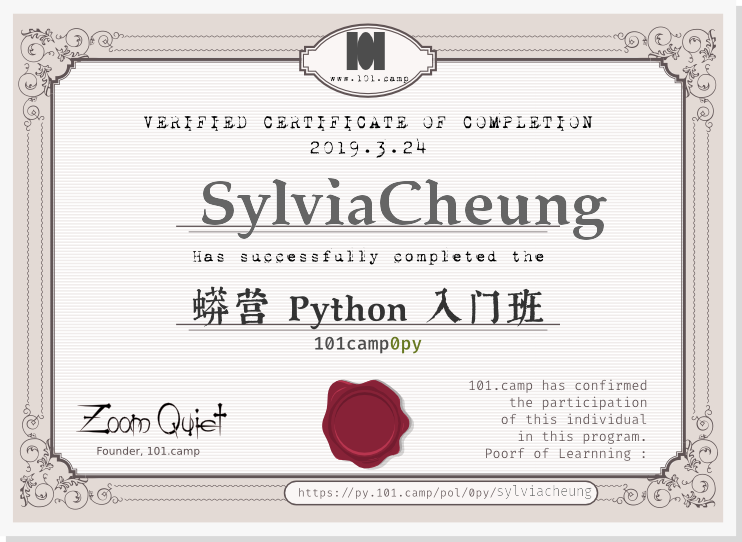 101
www.101.camp
VERIFIED CERTIFICATE OF COMPLETION
2019.3.24
SylviaCheung
Has successfully completed the
蟒营 Python 入门班
101camp0py
101.camp has confirmed
the participation
of this individual
in this program.
Poorf of Learnning :
Zoom Quiet
Founder, 101.camp
https://py.101.camp/pol/0py/sylviacheung